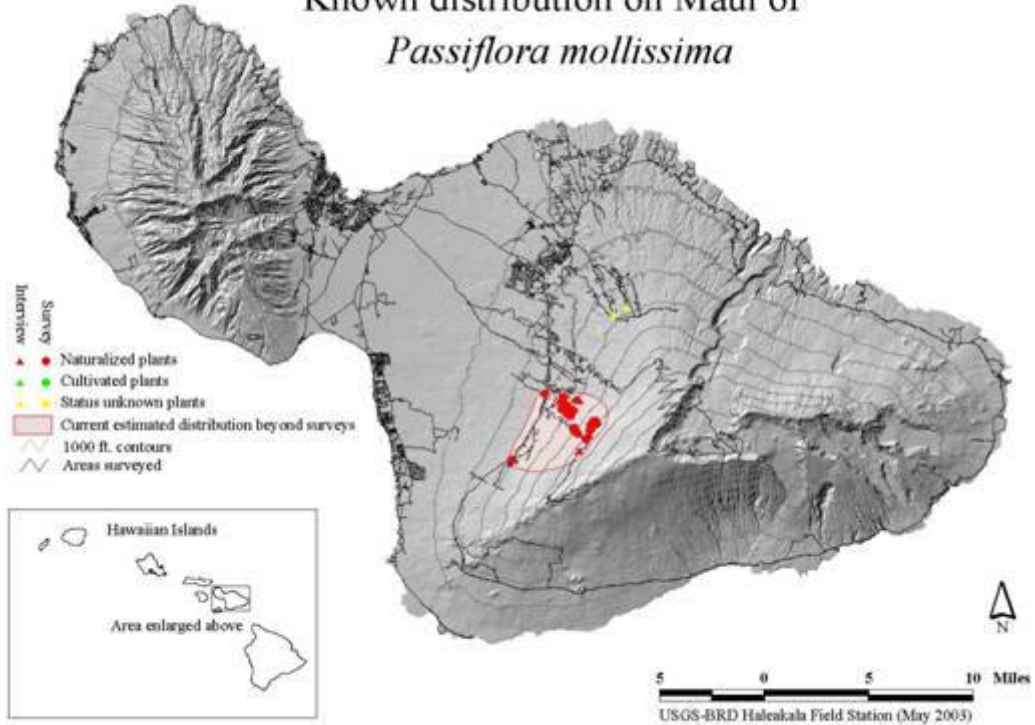 Known distribution on Maui of
Passiflora mollissima
Interview
Survey
Naturalized plants
Cultivated plants
Status unknown plants
Current estimated distribution beyond surveys
1000 ft. contours
Areas surveyed
Hawaiian Islands
Area enlarged above
N
5 0 5 10 Miles
USGS-BRD Haleakala Field Station (May 2003)